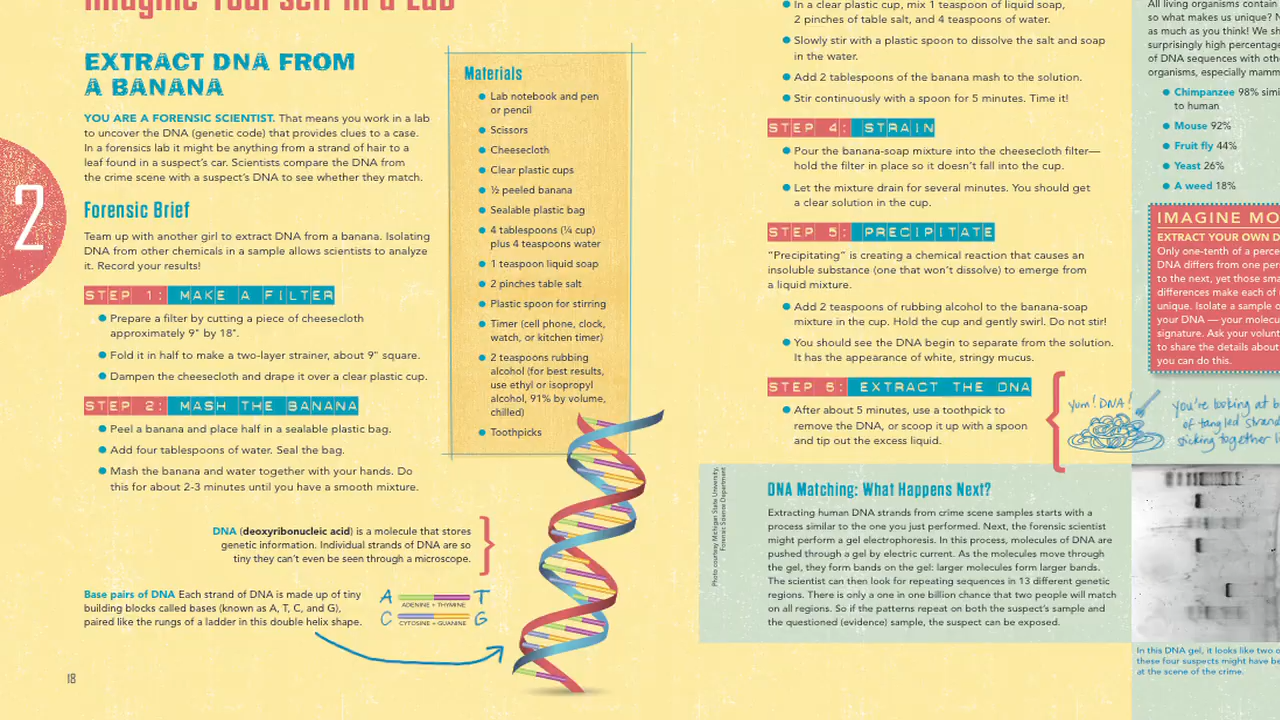 EXTRACT DNA FROM
A BANANA
YOU ARE A FORENSIC SCIENTIST. That means you work in a lab
to uncover the DNA (genetic code) that provides clues to a case.
In a forensics lab it might be anything from a strand of hair to a
leaf found in a suspect's car. Scientists compare the DNA from
the crime scene with a suspect's DNA to see whether they match.
2
Forensic Brief
Team up with another girl to extract DNA from a banana. Isolating
DNA from other chemicals in a sample allows scientists to analyze
it. Record your results!
STEP 1: MAKE A FILTER
Prepare a filter by cutting a piece of cheesecloth
approximately 9" by 18".
Fold it in half to make a two-layer strainer, about 9" square.
Dampen the cheesecloth and drape it over a clear plastic cup.
STEP 2: MASH THE BANANA
Peel a banana and place half in a sealable plastic bag.
Add four tablespoons of water. Seal the bag.
Mash the banana and water together with your hands. Do
this for about 2-3 minutes until you have a smooth mixture.
DNA (deoxyribonucleic acid) is a molecule that stores
genetic information. Individual strands of DNA are so
tiny they can't even be seen through a microscope.
Base pairs of DNA Each strand of DNA is made up of tiny
building blocks called bases (known as A, T, C, and G),
paired like the rungs of a ladder in this double helix shape.
A T
ADENINE + THYMINE
C G
CYTOSINE + GUANINE
18
Materials
Lab notebook and pen
or pencil
Scissors
Cheesecloth
Clear plastic cups
½ peeled banana
Sealable plastic bag
4 tablespoons (¼ cup)
plus 4 teaspoons water
1 teaspoon liquid soap
2 pinches table salt
Plastic spoon for stirring
Timer (cell phone, clock,
watch, or kitchen timer)
2 teaspoons rubbing
alcohol (for best results,
use ethyl or isopropyl
alcohol, 91% by volume,
chilled)
Toothpicks
In a clear plastic cup, mix 1 teaspoon of liquid soap,
2 pinches of table salt, and 4 teaspoons of water.
Slowly stir with a plastic spoon to dissolve the salt and soap
in the water.
Add 2 tablespoons of the banana mash to the solution.
Stir continuously with a spoon for 5 minutes. Time it!
STEP 4: STRAIN
Pour the banana-soap mixture into the cheesecloth filter—
hold the filter in place so it doesn't fall into the cup.
Let the mixture drain for several minutes. You should get
a clear solution in the cup.
STEP 5: PRECIPITATE
"Precipitating" is creating a chemical reaction that causes an
insoluble substance (one that won't dissolve) to emerge from
a liquid mixture.
Add 2 teaspoons of rubbing alcohol to the banana-soap
mixture in the cup. Hold the cup and gently swirl. Do not stir!
You should see the DNA begin to separate from the solution.
It has the appearance of white, stringy mucus.
STEP 6: EXTRACT THE DNA
After about 5 minutes, use a toothpick to
remove the DNA, or scoop it up with a spoon
and tip out the excess liquid.
yum! DNA!
you're looking at b
of tangled strand
sticking together
Photo courtesy Michigan State University,
Forensic Science Department
DNA Matching: What Happens Next?
Extracting human DNA strands from crime scene samples starts with a
process similar to the one you just performed. Next, the forensic scientist
might perform a gel electrophoresis. In this process, molecules of DNA are
pushed through a gel by electric current. As the molecules move through
the gel, they form bands on the gel: larger molecules form larger bands.
The scientist can then look for repeating sequences in 13 different genetic
regions. There is only a one in one billion chance that two people will match
on all regions. So if the patterns repeat on both the suspect's sample and
the questioned (evidence) sample, the suspect can be exposed.
All living organisms contain
so what makes us unique? N
as much as you think! We sh
surprisingly high percentage
of DNA sequences with othe
organisms, especially mamm
Chimpanzee 98% simi
to human
Mouse 92%
Fruit fly 44%
Yeast 26%
A weed 18%
IMAGINE MO
EXTRACT YOUR OWN D
Only one-tenth of a perce
DNA differs from one per
to the next, yet those sma
differences make each of
unique. Isolate a sample o
your DNA — your molecu
signature. Ask your volunt
to share the details about
you can do this.
In this DNA gel, it looks like two o
these four suspects might have be
at the scene of the crime.